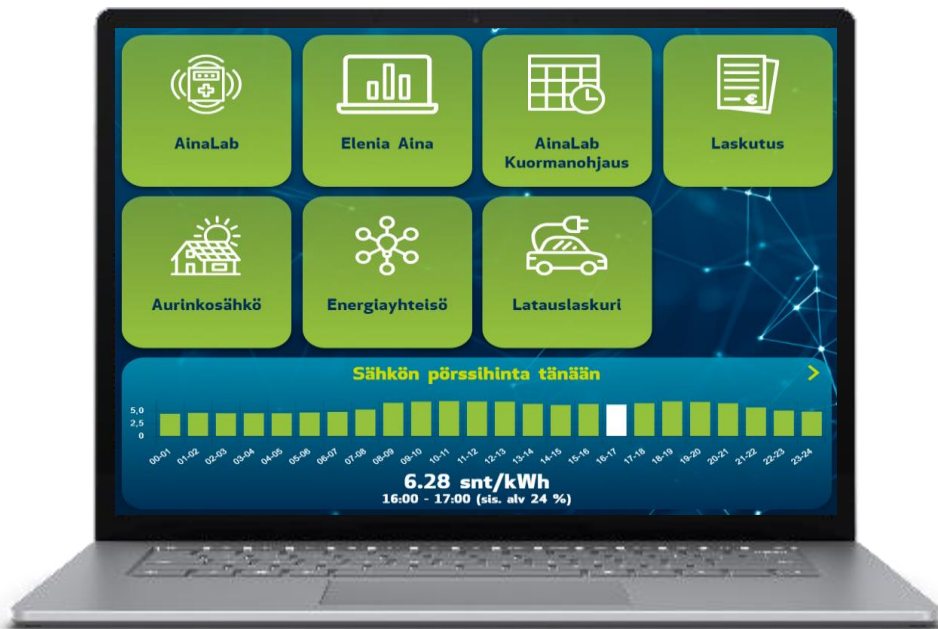 AinaLab
Elenia Aina
AinaLab
Kuormanohjaus
Laskutus
€
Aurinkosähkö
Energiayhteisö
Latauslaskuri
Sähkön pörssihinta tänään
5,0
2,5
0
00-01 01-02 02-03 03-04 04-05 05-06 06-07 07-08 08-09 09-10 10-11 11-12 12-13 13-14 14-15 15-16 16-17 17-18 18-19 19-20 20-21 21-22 22-23 23-24
6.28 snt/kWh
16:00 - 17:00 (sis. alv 24 %)